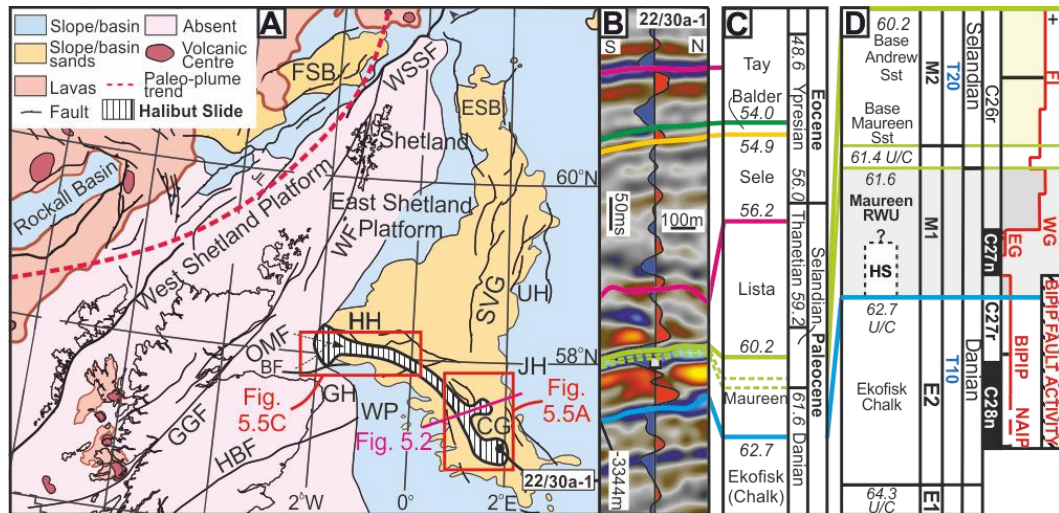 Slope/basin
Slope/basin
sands
Lavas
Fault
Absent
Volcanic
Centre
Paleo-plume
trend
Halibut Slide
A
FSB
WSSF
ESB
Shetland
Rockall Basin
West Shetland Platform
East Shetland
Platform
WF
60°N
SVG
UH
HH
OMF
BF
58°N
JH
GH
WP
Fig.
5.5C
Fig.
5.5A
Fig. 5.2
CG
GGF
HBF
22/30a-1
2°W
0°
2°E
B
22/30a-1
S
N
50ms
100m
-3344m
C
Tay
Balder
54.0
54.9
Sele
56.2
Lista
60.2
Maureen
62.7
Ekofisk
(Chalk)
48.6
Ypresian
56.0
Thanetian
59.2
Selandian
61.6
Danian
Eocene
Paleocene
D
60.2
Base
Andrew
Sst
Base
Maureen
Sst
61.4 U/C
61.6
Maureen
RWU
?
HS
62.7
U/C
Ekofisk
Chalk
64.3
U/C
M2
M1
E2
E1
T20
T10
Selandian
Danian
C26r
C27n
C27r
C28n
+
EI
WG
EG
BIPIP
NAIP
BIPIP
FAULT ACTIVITY